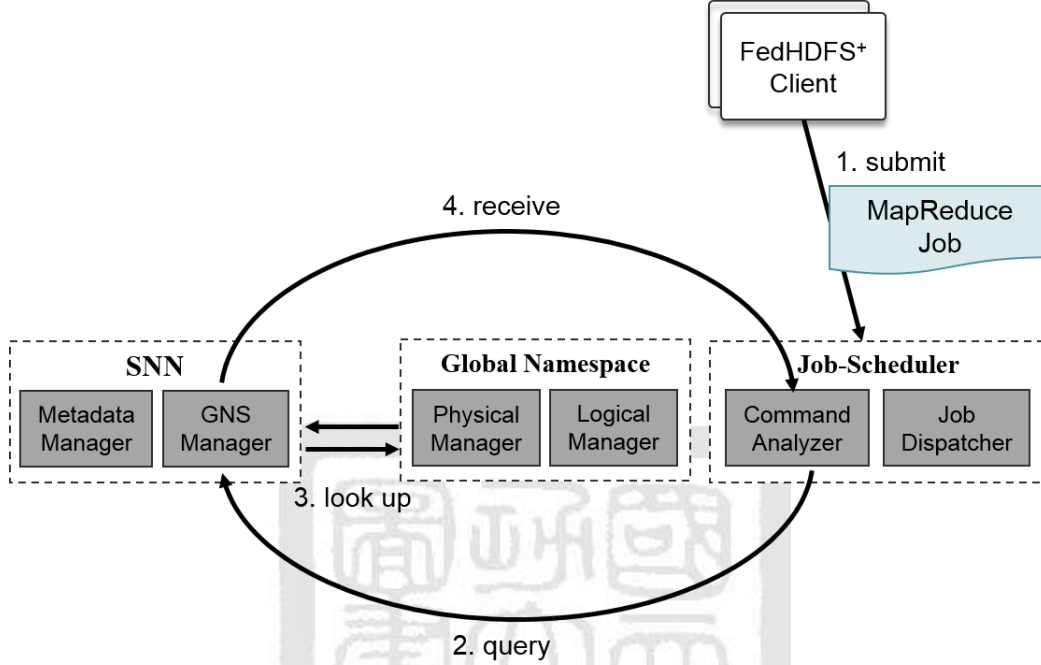 FedHDFS⁺
Client
1. submit
MapReduce
Job
4. receive
SNN
Metadata
Manager
GNS
Manager
Global Namespace
Physical
Manager
Logical
Manager
Job-Scheduler
Command
Analyzer
Job
Dispatcher
3. look up
2. query